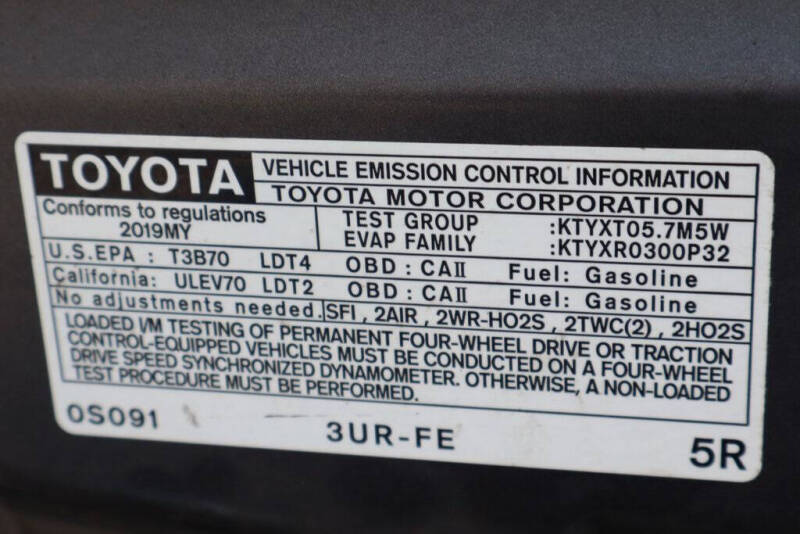 TOYOTA VEHICLE EMISSION CONTROL INFORMATION
TOYOTA MOTOR CORPORATION
Conforms to regulations
2019MY
TEST GROUP :KTYXT05.7M5W
EVAP FAMILY :KTYXR0300P32
U.S.EPA : T3B70 LDT4 OBD : CAⅡ Fuel: Gasoline
California: ULEV70 LDT2 OBD : CAⅡ Fuel: Gasoline
No adjustments needed. SFI , 2AIR , 2WR-HO2S , 2TWC(2) , 2HO2S
LOADED I/M TESTING OF PERMANENT FOUR-WHEEL DRIVE OR TRACTION
CONTROL-EQUIPPED VEHICLES MUST BE CONDUCTED ON A FOUR-WHEEL
DRIVE SPEED SYNCHRONIZED DYNAMOMETER. OTHERWISE, A NON-LOADED
TEST PROCEDURE MUST BE PERFORMED.
0S091 3UR-FE 5R